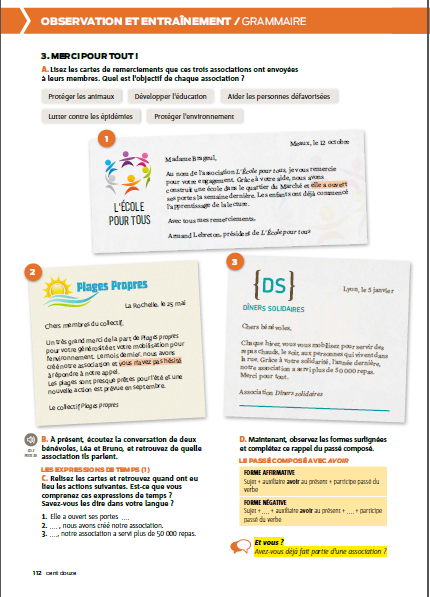 OBSERVATION ET ENTRAÎNEMENT / GRAMMAIRE
3. MERCI POUR TOUT !
A. Lisez les cartes de remerciements que ces trois associations ont envoyées
à leurs membres. Quel est l'objectif de chaque association ?
Protéger les animaux
Développer l'éducation
Aider les personnes défavorisées
Lutter contre les épidémies
Protéger l'environnement
1
L'ÉCOLE
POUR TOUS
Meaux, le 12 octobre
Madame Brageul,
Au nom de l'association L'École pour tous, je vous remercie
pour votre engagement. Grâce à votre aide, nous avons
construit une école dans le quartier du Marché et elle a ouvert
ses portes la semaine dernière. Les enfants ont déjà commencé
l'apprentissage de la lecture.
Avec tous mes remerciements,
Armand Lebreton, président de L'École pour tous
2
Plages Propres
La Rochelle, le 25 mai
Chers membres du collectif,
Un très grand merci de la part de Plages propres
pour votre générosité et votre mobilisation pour
l'environnement. Le mois dernier, nous avons
créé notre association et vous n'avez pas hésité
à répondre à notre appel.
Les plages sont presque prêtes pour l'été et une
nouvelle action est prévue en septembre.
Le collectif Plages propres
3
{DS}
DÎNERS SOLIDAIRES
Lyon, le 5 janvier
Chers bénévoles,
Chaque hiver, vous vous mobilisez pour servir des
repas chauds, le soir, aux personnes qui vivent dans
la rue. Grâce à votre solidarité, l'année dernière,
notre association a servi plus de 50 000 repas.
Merci pour tout.
Association Dîners solidaires
B. À présent, écoutez la conversation de deux
bénévoles, Léa et Bruno, et retrouvez de quelle
association ils parlent.
LES EXPRESSIONS DE TEMPS (1)
C. Relisez les cartes et retrouvez quand ont eu
lieu les actions suivantes. Est-ce que vous
comprenez ces expressions de temps ?
Savez-vous les dire dans votre langue ?
1. Elle a ouvert ses portes ....
2. ...., nous avons créé notre association.
3. ...., notre association a servi plus de 50 000 repas.
D. Maintenant, observez les formes surlignées
et complétez ce rappel du passé composé.
LE PASSÉ COMPOSÉ AVEC AVOIR
FORME AFFIRMATIVE
Sujet + auxiliaire avoir au présent + participe passé du
verbe
FORME NÉGATIVE
Sujet + .... + auxiliaire avoir au présent + .... + participe
passé du verbe
Et vous ?
Avez-vous déjà fait partie d'une association ?
112 cent douze